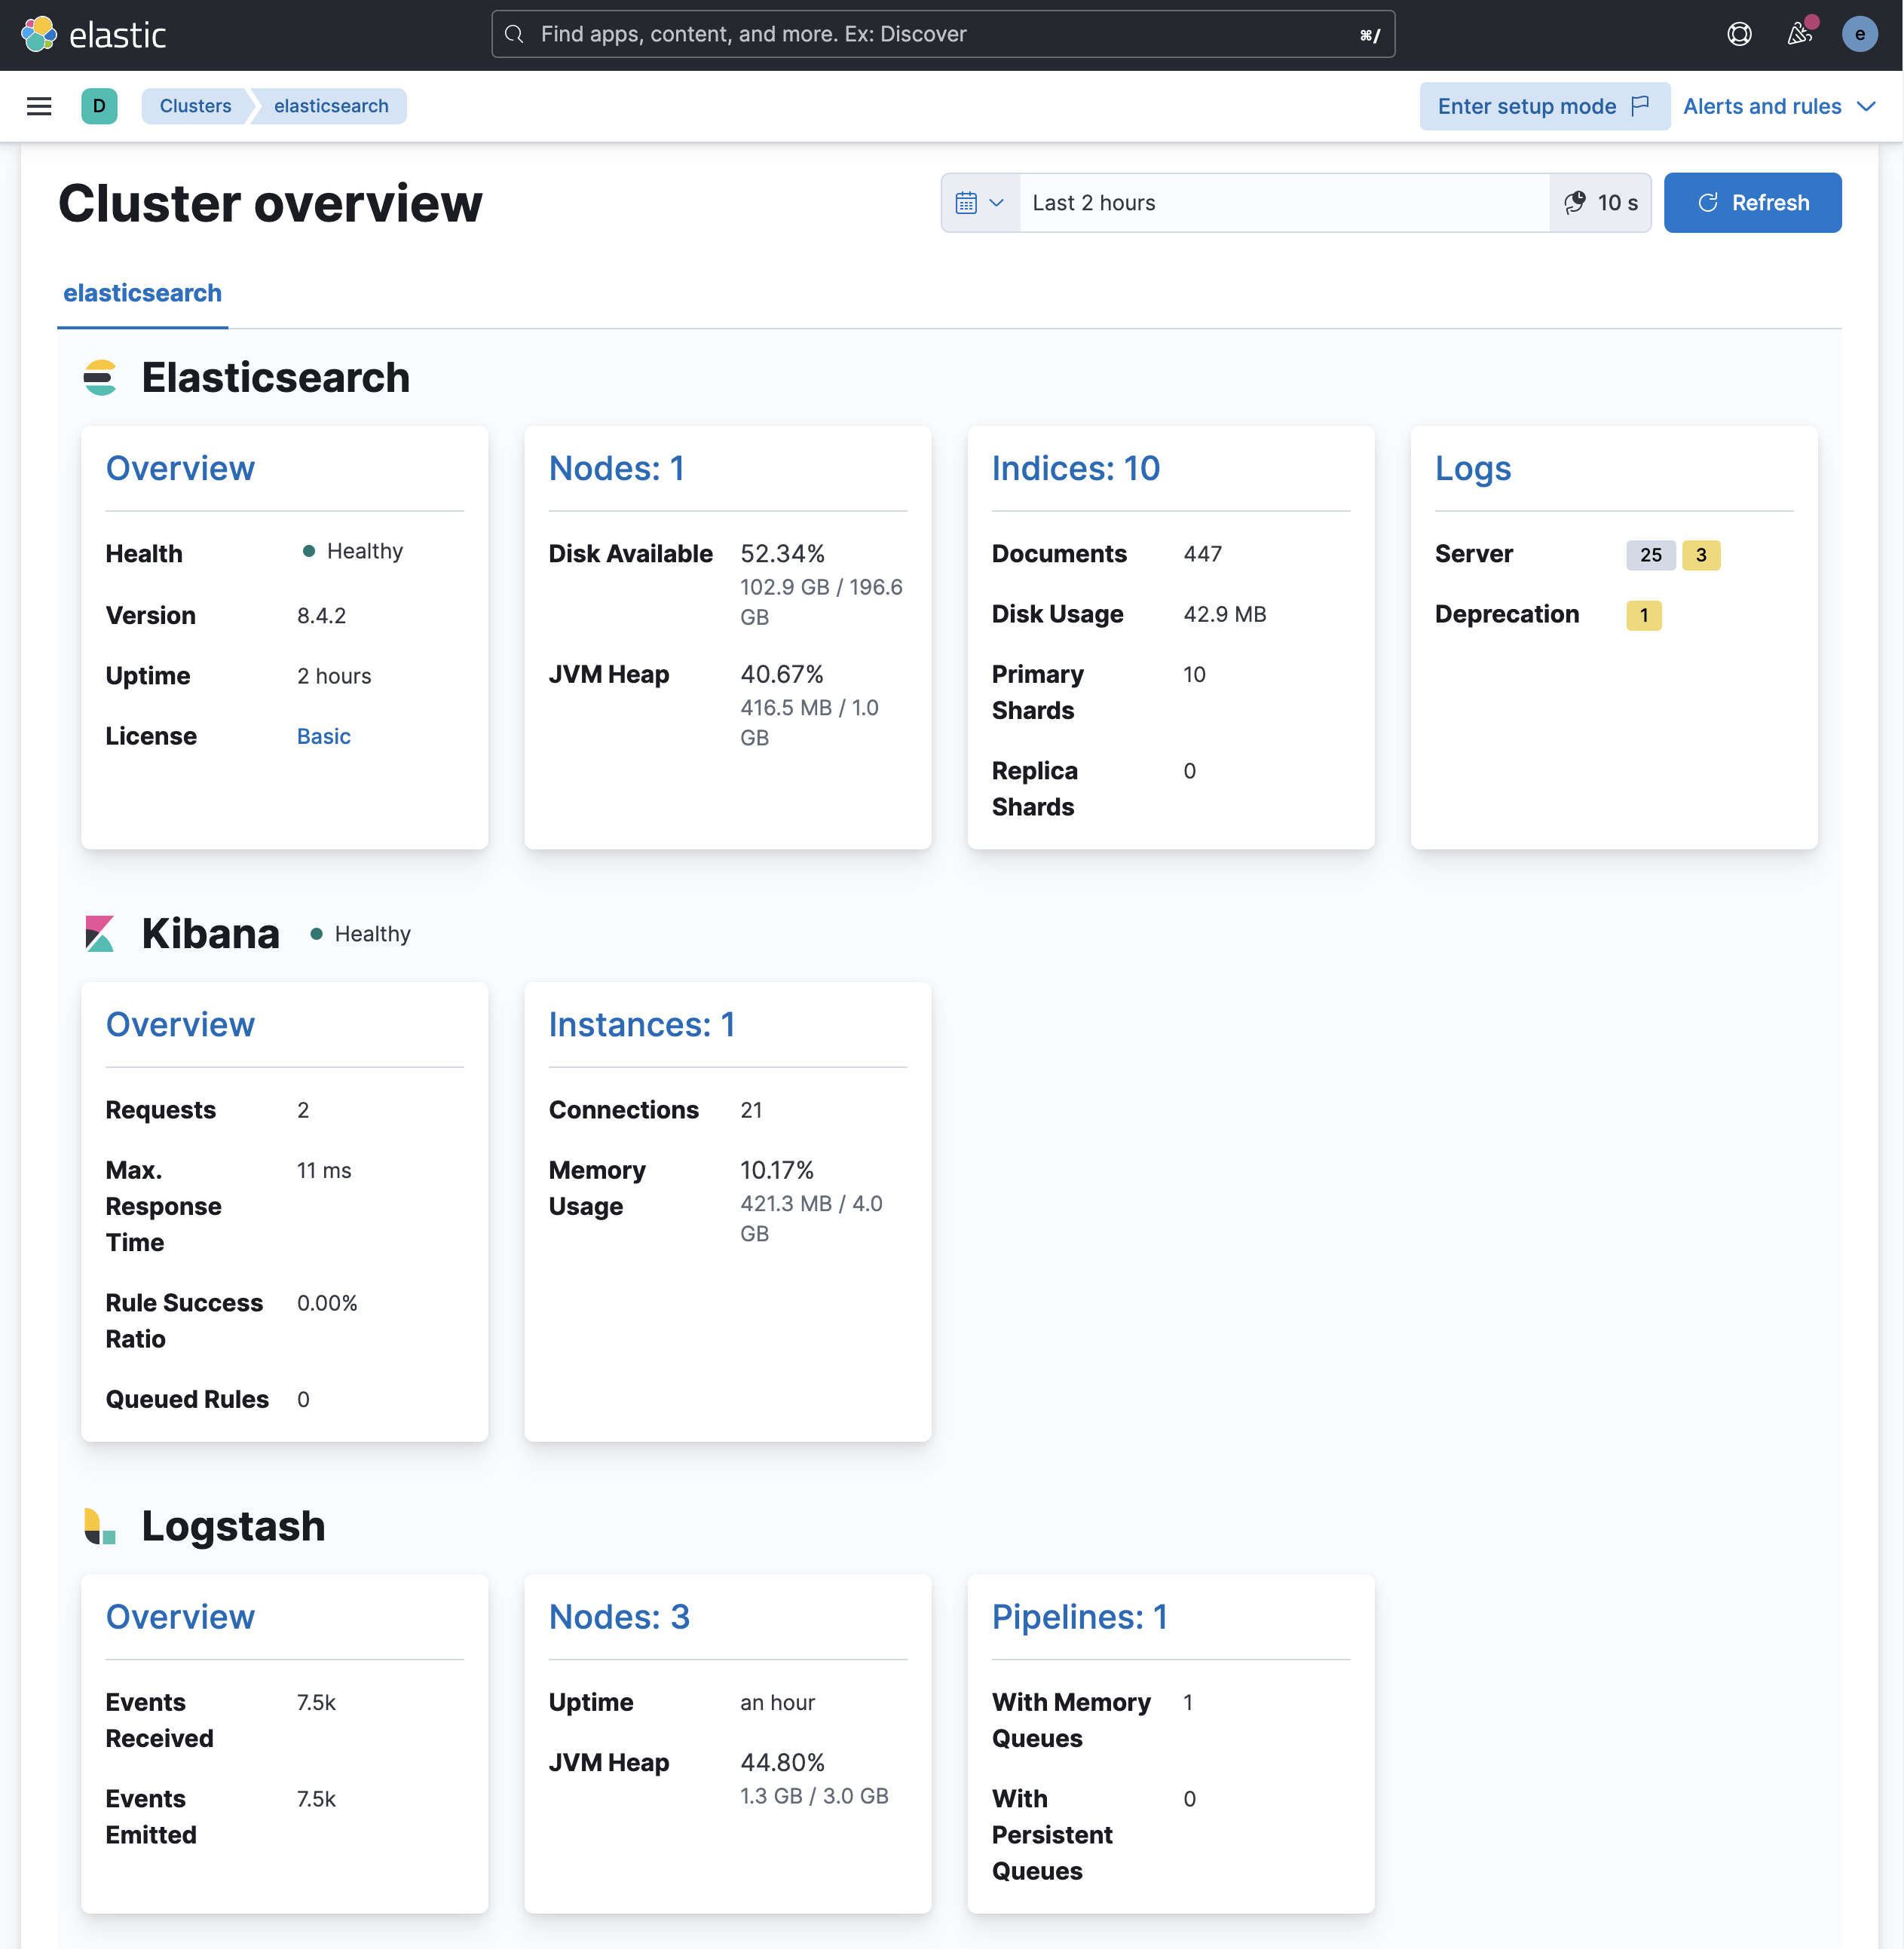 elastic
Find apps, content, and more. Ex: Discover
⌘/
e
D
Clusters
elasticsearch
Enter setup mode
Alerts and rules
Cluster overview
Last 2 hours
10 s
Refresh
elasticsearch
Elasticsearch
Overview
Health
Healthy
Version
8.4.2
Uptime
2 hours
License
Basic
Nodes: 1
Disk Available
52.34%
102.9 GB / 196.6
GB
JVM Heap
40.67%
416.5 MB / 1.0
GB
Indices: 10
Documents
447
Disk Usage
42.9 MB
Primary
Shards
10
Replica
Shards
0
Logs
Server
25
3
Deprecation
1
Kibana
Healthy
Overview
Requests
2
Max.
Response
Time
11 ms
Rule Success
Ratio
0.00%
Queued Rules
0
Instances: 1
Connections
21
Memory
Usage
10.17%
421.3 MB / 4.0
GB
Logstash
Overview
Events
Received
7.5k
Events
Emitted
7.5k
Nodes: 3
Uptime
an hour
JVM Heap
44.80%
1.3 GB / 3.0 GB
Pipelines: 1
With Memory
Queues
1
With
Persistent
Queues
0